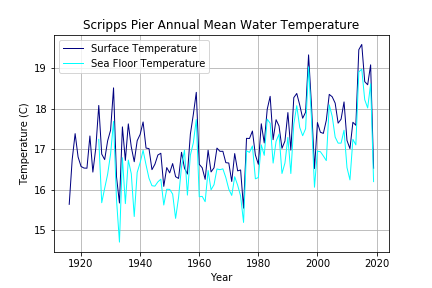 Scripps Pier Annual Mean Water Temperature
Surface Temperature
Sea Floor Temperature
Temperature (C)
19
18
17
16
15
1920
1940
1960
1980
2000
2020
Year